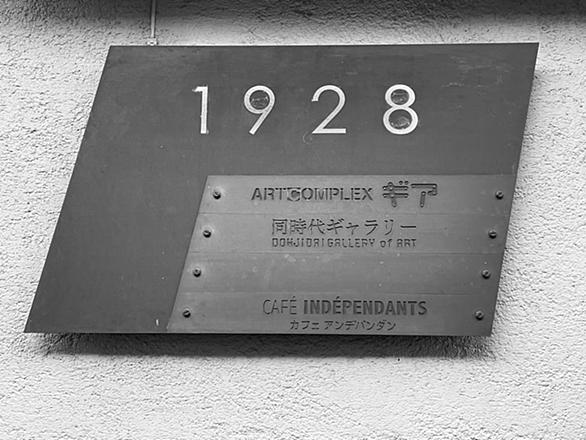 1928
ARTCOMPLEX ギア
同時代ギャラリー
DOHJIDAI GALLERY of ART
CAFÉ INDÉPENDANTS
カフェ アンデパンダン